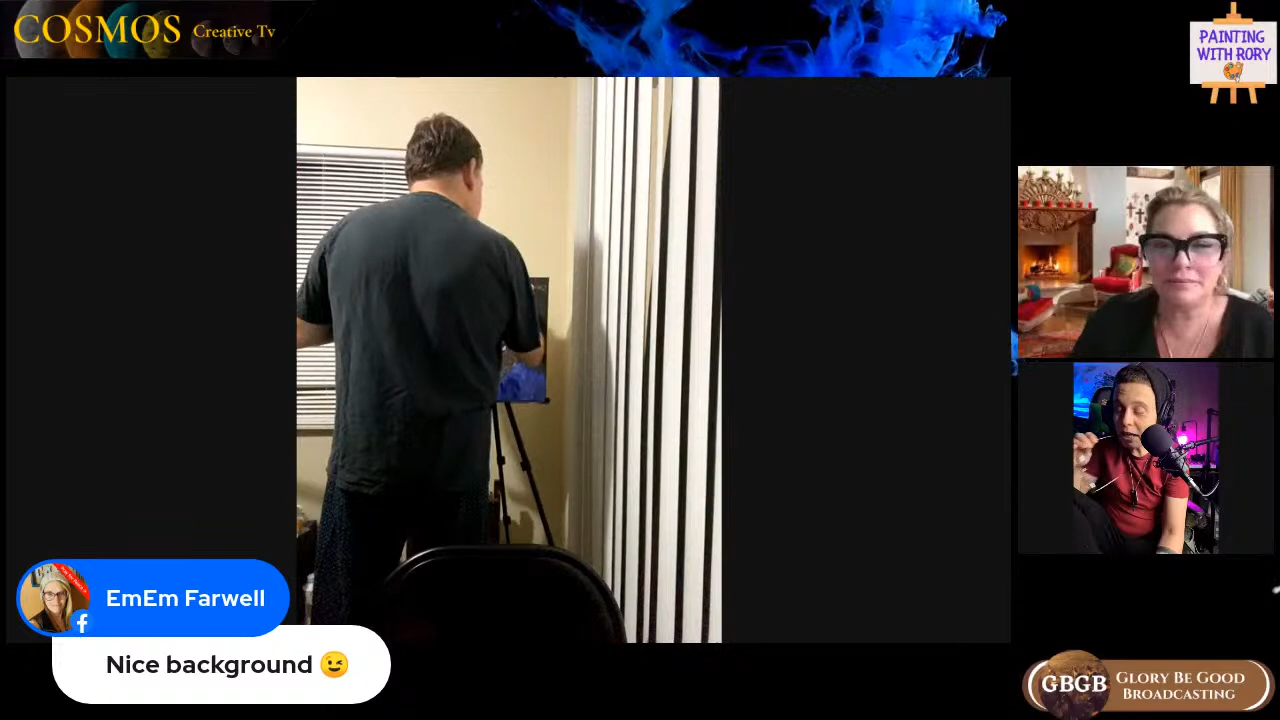 COSMOS Creative Tv
PAINTING
WITH RORY
EmEm Farwell
Nice background 😉
GBGB GLORY BE GOOD
BROADCASTING